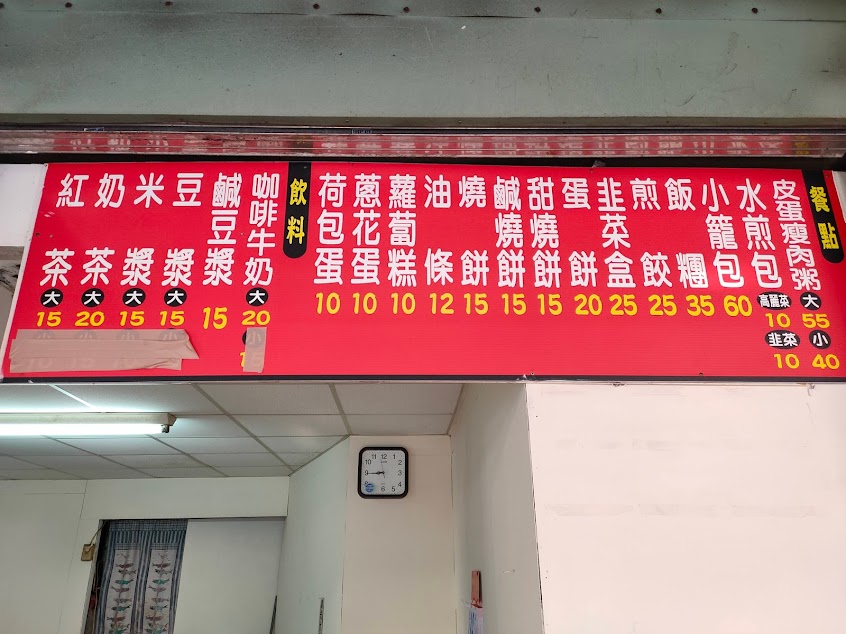 餐點
皮蛋瘦肉粥 大 55 小 40
水煎包 高麗菜 10 韭菜 10
小籠包 60
飯糰 35
煎餃 25
韭菜盒 25
蛋餅 20
甜燒餅 15
鹹燒餅 15
燒餅 15
油條 12
蘿蔔糕 10
蔥花蛋 10
荷包蛋 10
飲料
咖啡牛奶 大 20
鹹豆漿 15
豆漿 大 15
米漿 大 15
奶茶 大 20
紅茶 大 15